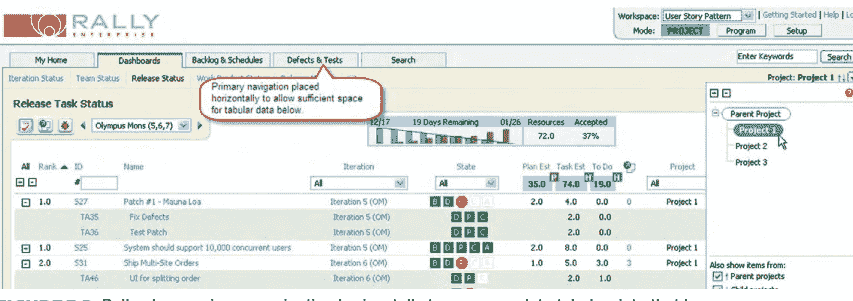 RALLY
ENTERPRISE
Workspace: User Story Pattern | Getting Started | Help |
Mode: PROJECT Program Setup
My Home Dashboards Backlog & Schedules Defects & Tests Search
Enter Keywords Search
Iteration Status Team Status Release Status
Project: Project 1
Primary navigation placed
horizontally to allow sufficient space
for tabular data below.
Release Task Status
Olympus Mons (5,6,7)
12/17 19 Days Remaining 01/26 Resources Accepted
72.0 37%
Parent Project
Project 1
Project 2
Project 3
All Rank ID Name Iteration State Plan Est Task Est To Do Project
# All All 35.0 74.0 19.0 All
1.0 S27 Patch #1 - Mauna Loa Iteration 5 (OM) B D 2.0 4.0 0.0 0 Project 1
TA35 Fix Defects Iteration 5 (OM) D P C 2.0 0.0
TA36 Test Patch Iteration 5 (OM) D P C 2.0 0.0
1.0 S25 System should support 10,000 concurrent users Iteration 5 (OM) B D P C A 2.0 8.0 0.0 0 Project 1
2.0 S31 Ship Multi-Site Orders Iteration 6 (OM) B D 1.0 5.0 3.0 3 Project 1
TA46 UI for splitting order Iteration 6 (OM) D P C 2.0 1.0
Also show items from:
Parent projects